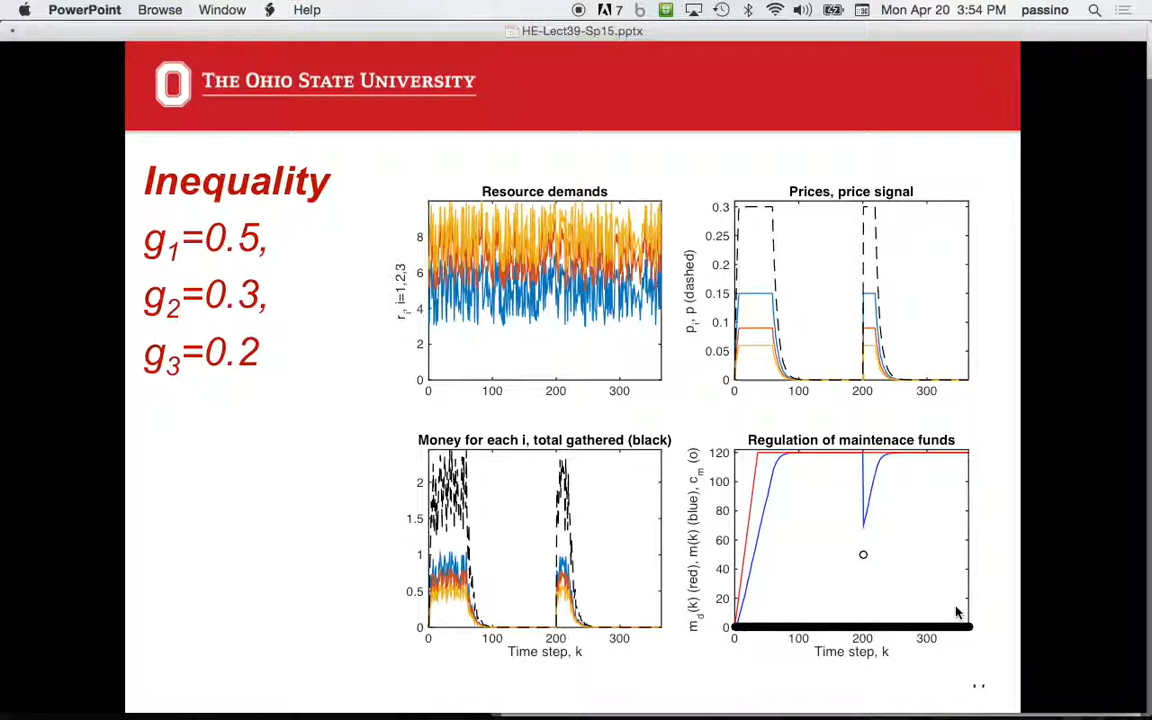 PowerPoint Browse Window Help 7 Mon Apr 20 3:54 PM passino
HE-Lect39-Sp15.pptx
THE OHIO STATE UNIVERSITY
Inequality
g1=0.5,
g2=0.3,
g3=0.2
Resource demands
ri, i=1,2,3
8
6
4
2
0
0 100 200 300
Prices, price signal
pi, p (dashed)
0.3
0.25
0.2
0.15
0.1
0.05
0
0 100 200 300
Money for each i, total gathered (black)
2
1.5
1
0.5
0
0 100 200 300
Time step, k
Regulation of maintenace funds
md(k) (red), m(k) (blue), cm (o)
120
100
80
60
40
20
0
0 100 200 300
Time step, k